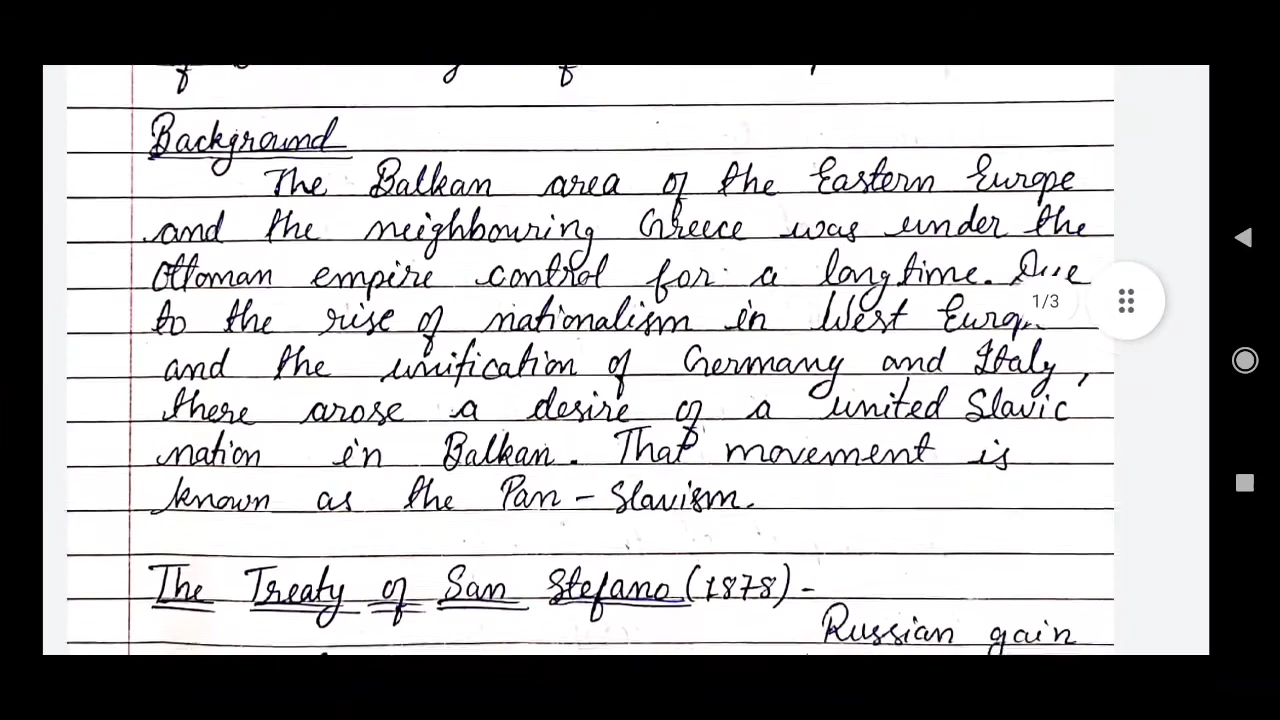 Background
The Balkan area of the Eastern Europe
and the neighbouring Greece was under the
Ottoman empire control for a long time. Due
1/3
to the rise of nationalism in West
and the unification of Germany and Italy,
there arose a desire of a united Slavic
nation in Balkan. That movement is
known as the Pan - Slavism.
The Treaty of San Stefano (1878) -
Russian gain